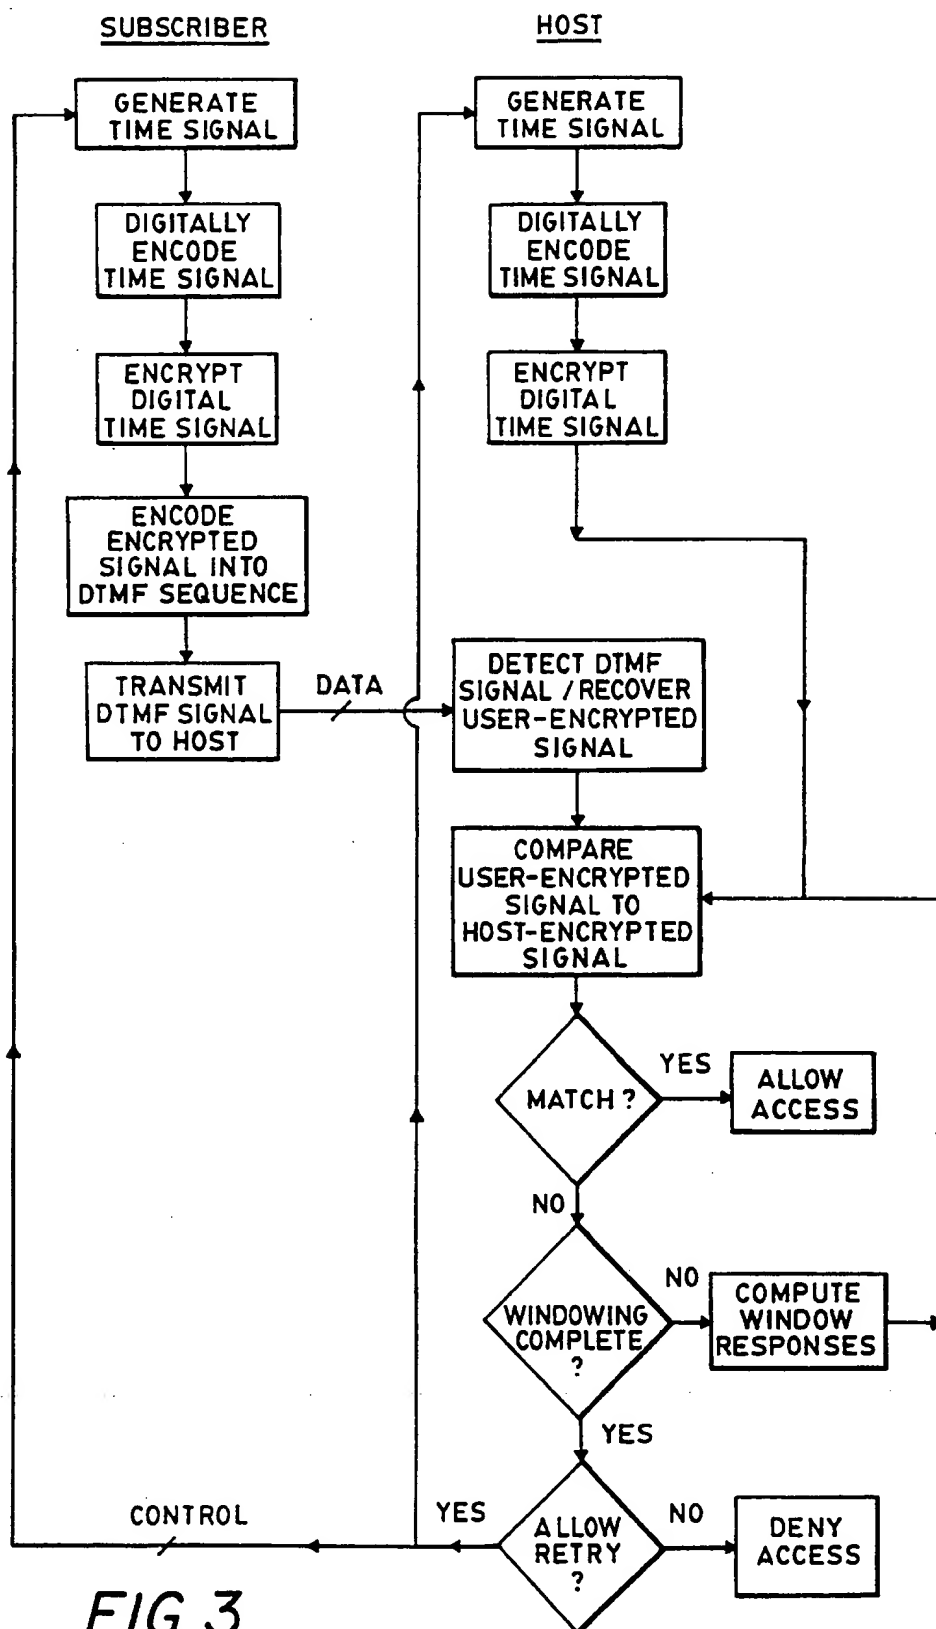 SUBSCRIBER
GENERATE
TIME SIGNAL
DIGITALLY
ENCODE
TIME SIGNAL
ENCRYPT
DIGITAL
TIME SIGNAL
ENCODE
ENCRYPTED
SIGNAL INTO
DTMF SEQUENCE
TRANSMIT
DTMF SIGNAL
TO HOST
DATA
HOST
GENERATE
TIME SIGNAL
DIGITALLY
ENCODE
TIME SIGNAL
ENCRYPT
DIGITAL
TIME SIGNAL
DETECT DTMF
SIGNAL / RECOVER
USER-ENCRYPTED
SIGNAL
COMPARE
USER-ENCRYPTED
SIGNAL TO
HOST-ENCRYPTED
SIGNAL
MATCH ?
YES
ALLOW
ACCESS
NO
WINDOWING
COMPLETE
?
NO
COMPUTE
WINDOW
RESPONSES
YES
ALLOW
RETRY
?
NO
DENY
ACCESS
YES
CONTROL
FIG 3